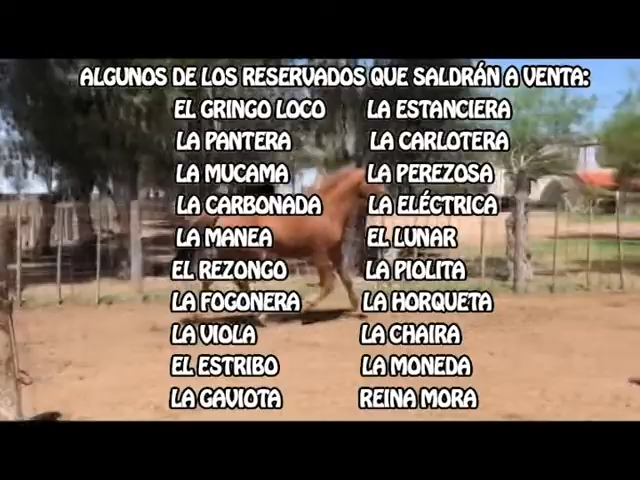 ALGUNOS DE LOS RESERVADOS QUE SALDRÁN A VENTA:
EL GRINGO LOCO
LA PANTERA
LA MUCAMA
LA CARBONADA
LA MANEA
EL REZONGO
LA FOGONERA
LA VIOLA
EL ESTRIBO
LA GAVIOTA
LA ESTANCIERA
LA CARLOTERA
LA PEREZOSA
LA ELÉCTRICA
EL LUNAR
LA PIOLITA
LA HORQUETA
LA CHAIRA
LA MONEDA
REINA MORA